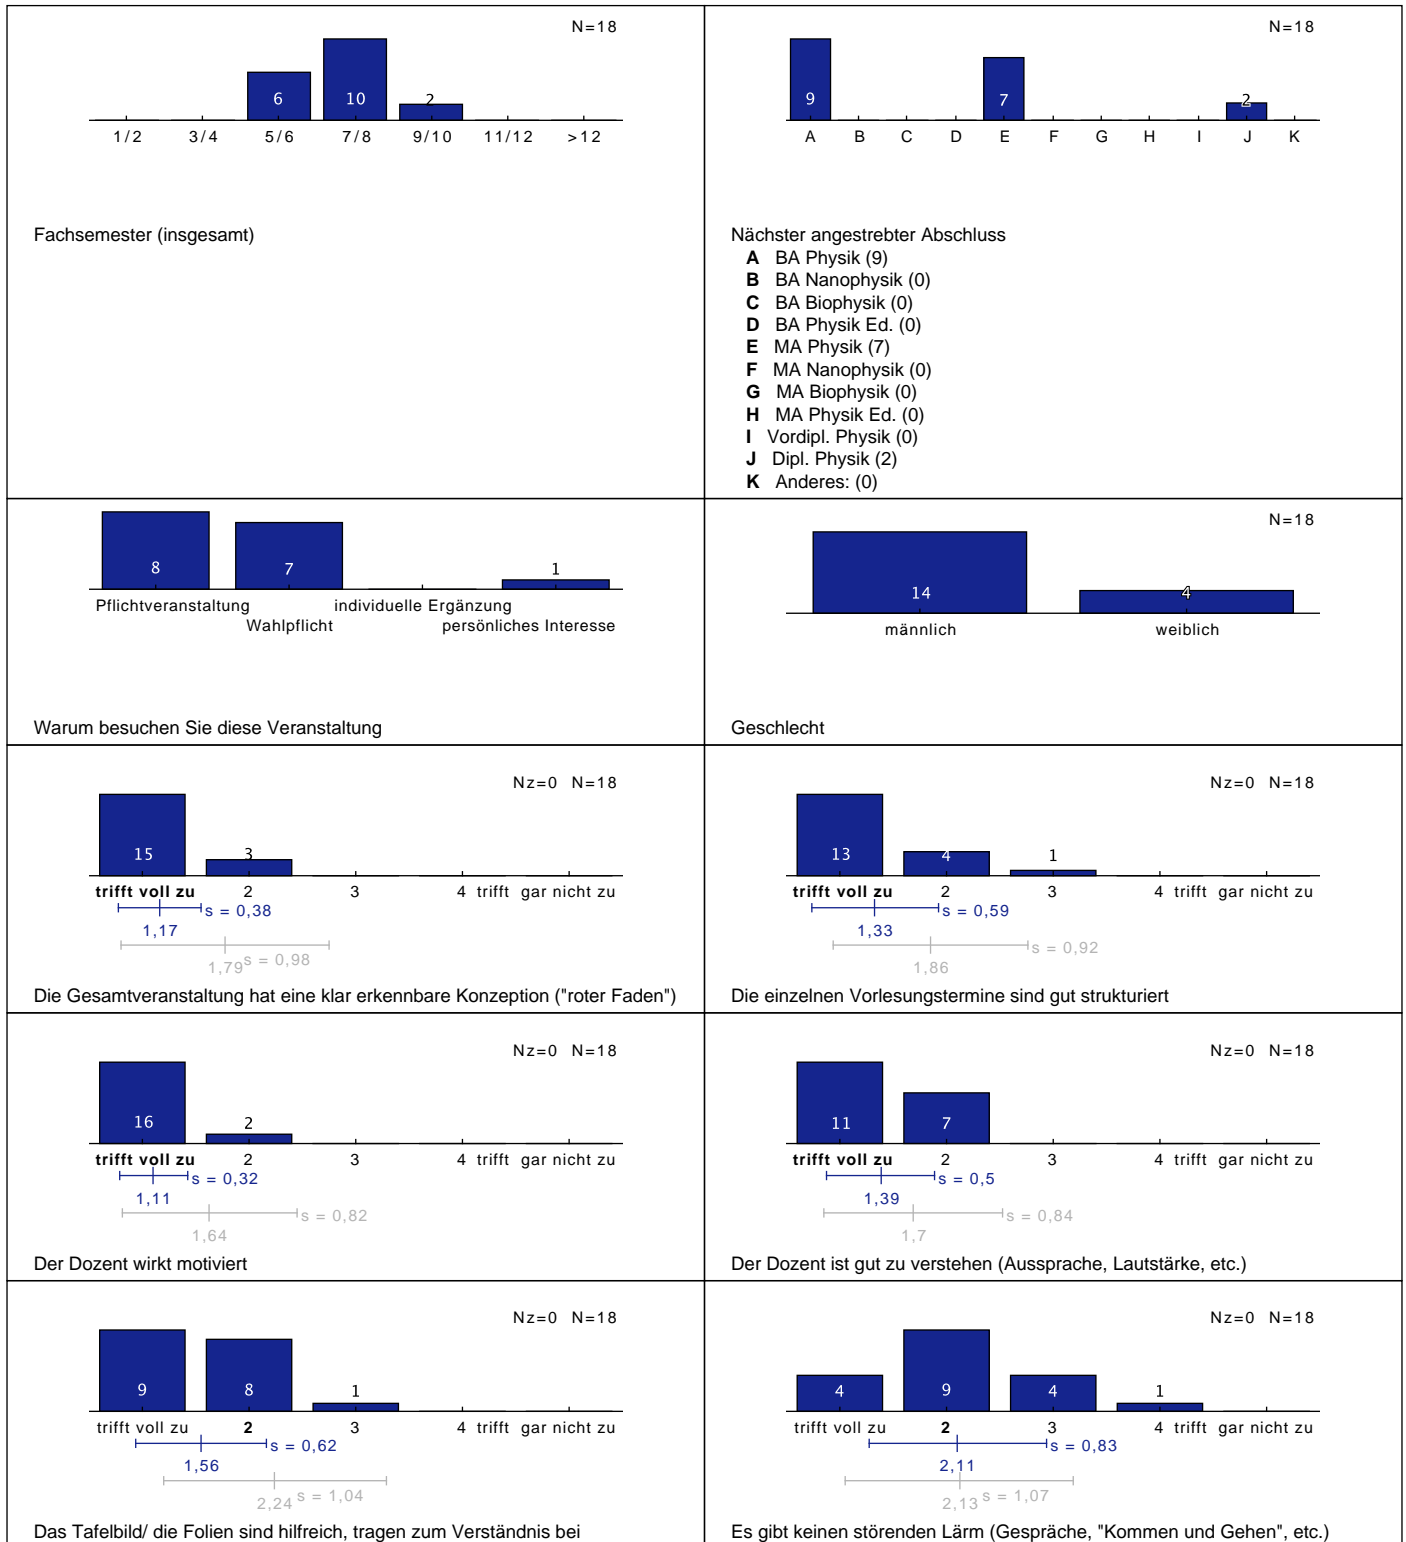 N=18
6
10
2
1/2 3/4 5/6 7/8 9/10 11/12 >12
Fachsemester (insgesamt)
N=18
9
7
2
A B C D E F G H I J K
Nächster angestrebter Abschluss
A BA Physik (9)
B BA Nanophysik (0)
C BA Biophysik (0)
D BA Physik Ed. (0)
E MA Physik (7)
F MA Nanophysik (0)
G MA Biophysik (0)
H MA Physik Ed. (0)
I Vordipl. Physik (0)
J Dipl. Physik (2)
K Anderes: (0)
8
7
1
Pflichtveranstaltung individuelle Ergänzung
Wahlpflicht persönliches Interesse
Warum besuchen Sie diese Veranstaltung
N=18
14
4
männlich weiblich
Geschlecht
Nz=0 N=18
15
3
trifft voll zu 2 3 4 trifft gar nicht zu
s = 0,38
1,17
s = 0,98
1,79
Die Gesamtveranstaltung hat eine klar erkennbare Konzeption ("roter Faden")
Nz=0 N=18
13
4
1
trifft voll zu 2 3 4 trifft gar nicht zu
s = 0,59
1,33
s = 0,92
1,86
Die einzelnen Vorlesungstermine sind gut strukturiert
Nz=0 N=18
16
2
trifft voll zu 2 3 4 trifft gar nicht zu
s = 0,32
1,11
s = 0,82
1,64
Der Dozent wirkt motiviert
Nz=0 N=18
11
7
trifft voll zu 2 3 4 trifft gar nicht zu
s = 0,5
1,39
s = 0,84
1,7
Der Dozent ist gut zu verstehen (Aussprache, Lautstärke, etc.)
Nz=0 N=18
9
8
1
trifft voll zu 2 3 4 trifft gar nicht zu
s = 0,62
1,56
s = 1,04
2,24
Das Tafelbild/ die Folien sind hilfreich, tragen zum Verständnis bei
Nz=0 N=18
4
9
4
1
trifft voll zu 2 3 4 trifft gar nicht zu
s = 0,83
2,11
s = 1,07
2,13
Es gibt keinen störenden Lärm (Gespräche, "Kommen und Gehen", etc.)